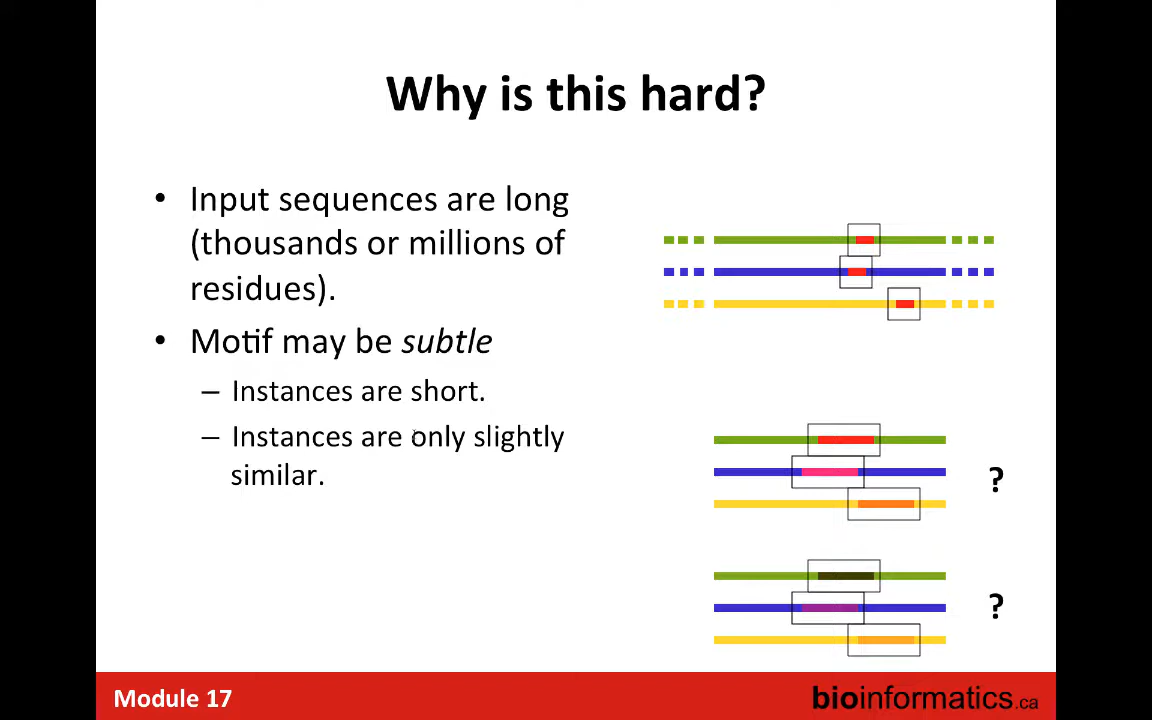 Why is this hard?
• Input sequences are long
(thousands or millions of
residues).
• Motif may be subtle
– Instances are short.
– Instances are only slightly
similar.
?
?
Module 17
bioinformatics.ca